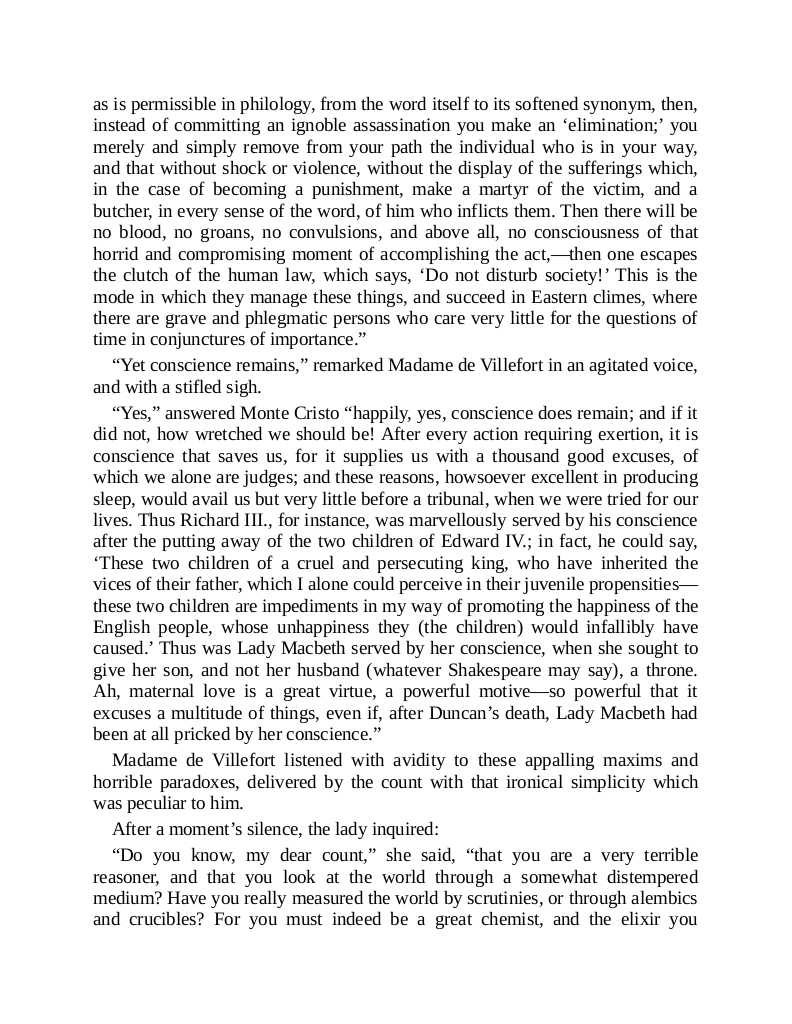 as is permissible in philology, from the word itself to its softened synonym, then,
instead of committing an ignoble assassination you make an ‘elimination;’ you
merely and simply remove from your path the individual who is in your way,
and that without shock or violence, without the display of the sufferings which,
in the case of becoming a punishment, make a martyr of the victim, and a
butcher, in every sense of the word, of him who inflicts them. Then there will be
no blood, no groans, no convulsions, and above all, no consciousness of that
horrid and compromising moment of accomplishing the act,—then one escapes
the clutch of the human law, which says, ‘Do not disturb society!’ This is the
mode in which they manage these things, and succeed in Eastern climes, where
there are grave and phlegmatic persons who care very little for the questions of
time in conjunctures of importance.”
“Yet conscience remains,” remarked Madame de Villefort in an agitated voice,
and with a stifled sigh.
“Yes,” answered Monte Cristo “happily, yes, conscience does remain; and if it
did not, how wretched we should be! After every action requiring exertion, it is
conscience that saves us, for it supplies us with a thousand good excuses, of
which we alone are judges; and these reasons, howsoever excellent in producing
sleep, would avail us but very little before a tribunal, when we were tried for our
lives. Thus Richard III., for instance, was marvellously served by his conscience
after the putting away of the two children of Edward IV.; in fact, he could say,
‘These two children of a cruel and persecuting king, who have inherited the
vices of their father, which I alone could perceive in their juvenile propensities—
these two children are impediments in my way of promoting the happiness of the
English people, whose unhappiness they (the children) would infallibly have
caused.’ Thus was Lady Macbeth served by her conscience, when she sought to
give her son, and not her husband (whatever Shakespeare may say), a throne.
Ah, maternal love is a great virtue, a powerful motive—so powerful that it
excuses a multitude of things, even if, after Duncan’s death, Lady Macbeth had
been at all pricked by her conscience.”
Madame de Villefort listened with avidity to these appalling maxims and
horrible paradoxes, delivered by the count with that ironical simplicity which
was peculiar to him.
After a moment’s silence, the lady inquired:
“Do you know, my dear count,” she said, “that you are a very terrible
reasoner, and that you look at the world through a somewhat distempered
medium? Have you really measured the world by scrutinies, or through alembics
and crucibles? For you must indeed be a great chemist, and the elixir you